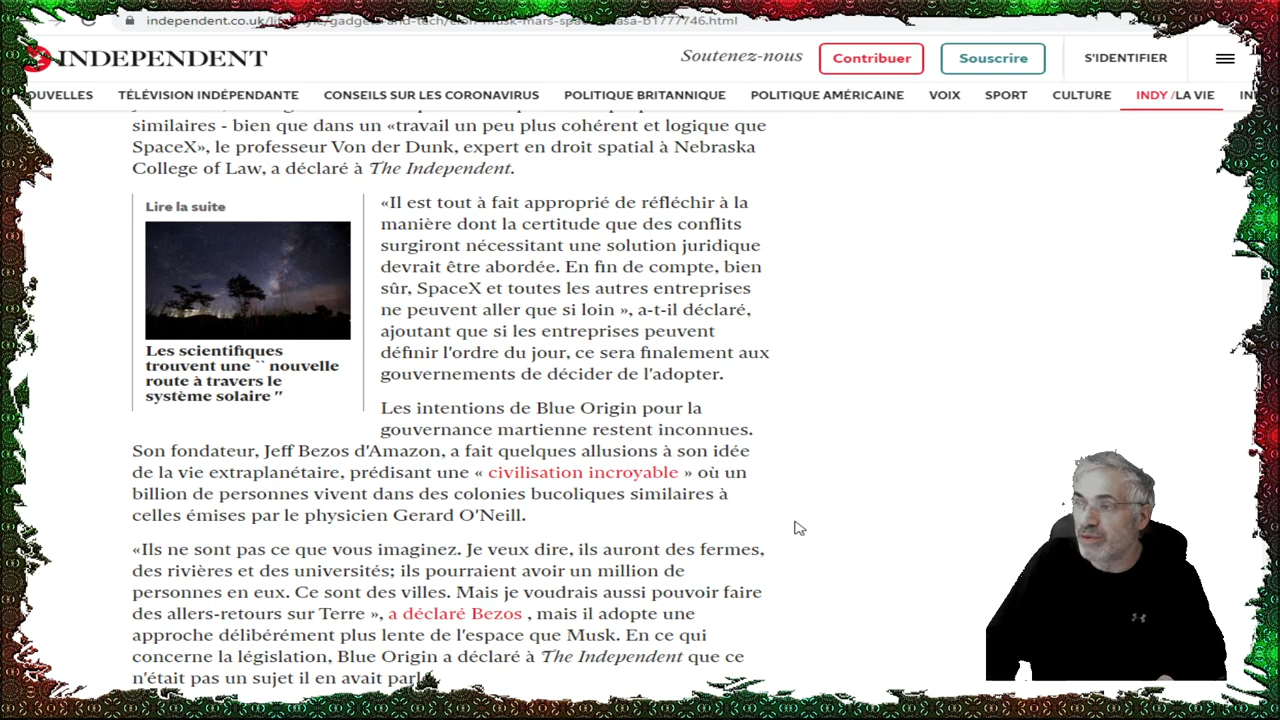 independent.co.uk/
INDEPENDENT
Soutenez-nous
Contribuer
Souscrire
S'IDENTIFIER
TÉLÉVISION INDÉPENDANTE
CONSEILS SUR LES CORONAVIRUS
POLITIQUE BRITANNIQUE
POLITIQUE AMÉRICAINE
VOIX
SPORT
CULTURE
INDY /LA VIE
similaires - bien que dans un «travail un peu plus cohérent et logique que
SpaceX», le professeur Von der Dunk, expert en droit spatial à Nebraska
College of Law, a déclaré à The Independent.
Lire la suite
Les scientifiques
trouvent une `` nouvelle
route à travers le
système solaire ''
«Il est tout à fait approprié de réfléchir à la
manière dont la certitude que des conflits
surgiront nécessitant une solution juridique
devrait être abordée. En fin de compte, bien
sûr, SpaceX et toutes les autres entreprises
ne peuvent aller que si loin », a-t-il déclaré,
ajoutant que si les entreprises peuvent
définir l'ordre du jour, ce sera finalement aux
gouvernements de décider de l'adopter.
Les intentions de Blue Origin pour la
gouvernance martienne restent inconnues.
Son fondateur, Jeff Bezos d'Amazon, a fait quelques allusions à son idée
de la vie extraplanétaire, prédisant une « civilisation incroyable » où un
billion de personnes vivent dans des colonies bucoliques similaires à
celles émises par le physicien Gerard O'Neill.
«Ils ne sont pas ce que vous imaginez. Je veux dire, ils auront des fermes,
des rivières et des universités; ils pourraient avoir un million de
personnes en eux. Ce sont des villes. Mais je voudrais aussi pouvoir faire
des allers-retours sur Terre », a déclaré Bezos , mais il adopte une
approche délibérément plus lente de l'espace que Musk. En ce qui
concerne la législation, Blue Origin a déclaré à The Independent que ce
n'était pas un sujet il en avait